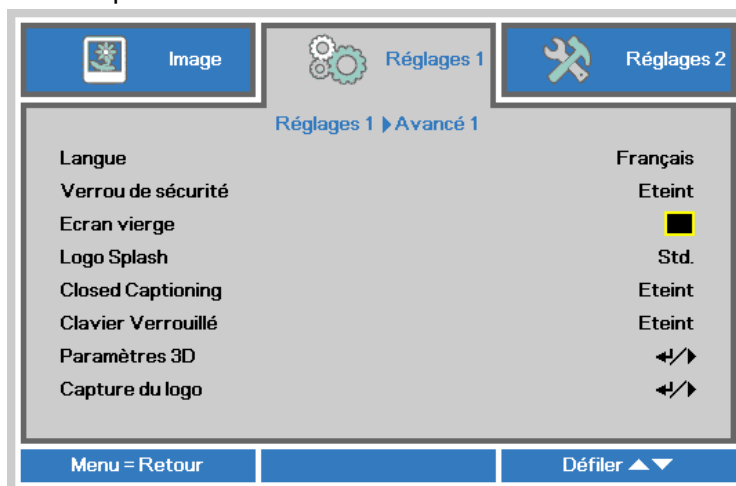 Image Réglages 1 Réglages 2
Réglages 1 Avancé 1
Langue Français
Verrou de sécurité Eteint
Ecran vierge
Logo Splash Std.
Closed Captioning Eteint
Clavier Verrouillé Eteint
Paramètres 3D
Capture du logo
Menu = Retour Défiler